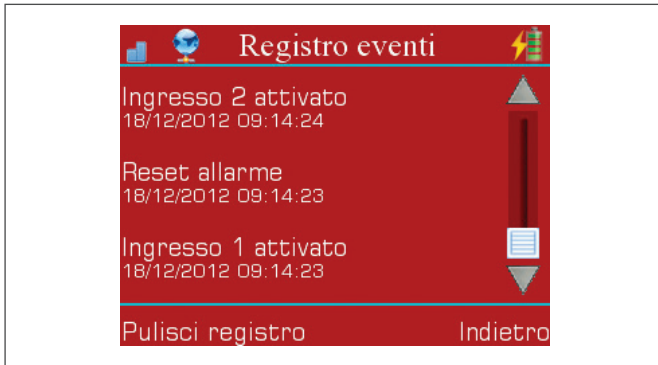 Registro eventi
Ingresso 2 attivato
18/12/2012 09:14:24
Reset allarme
18/12/2012 09:14:23
Ingresso 1 attivato
18/12/2012 09:14:23
Pulisci registro Indietro